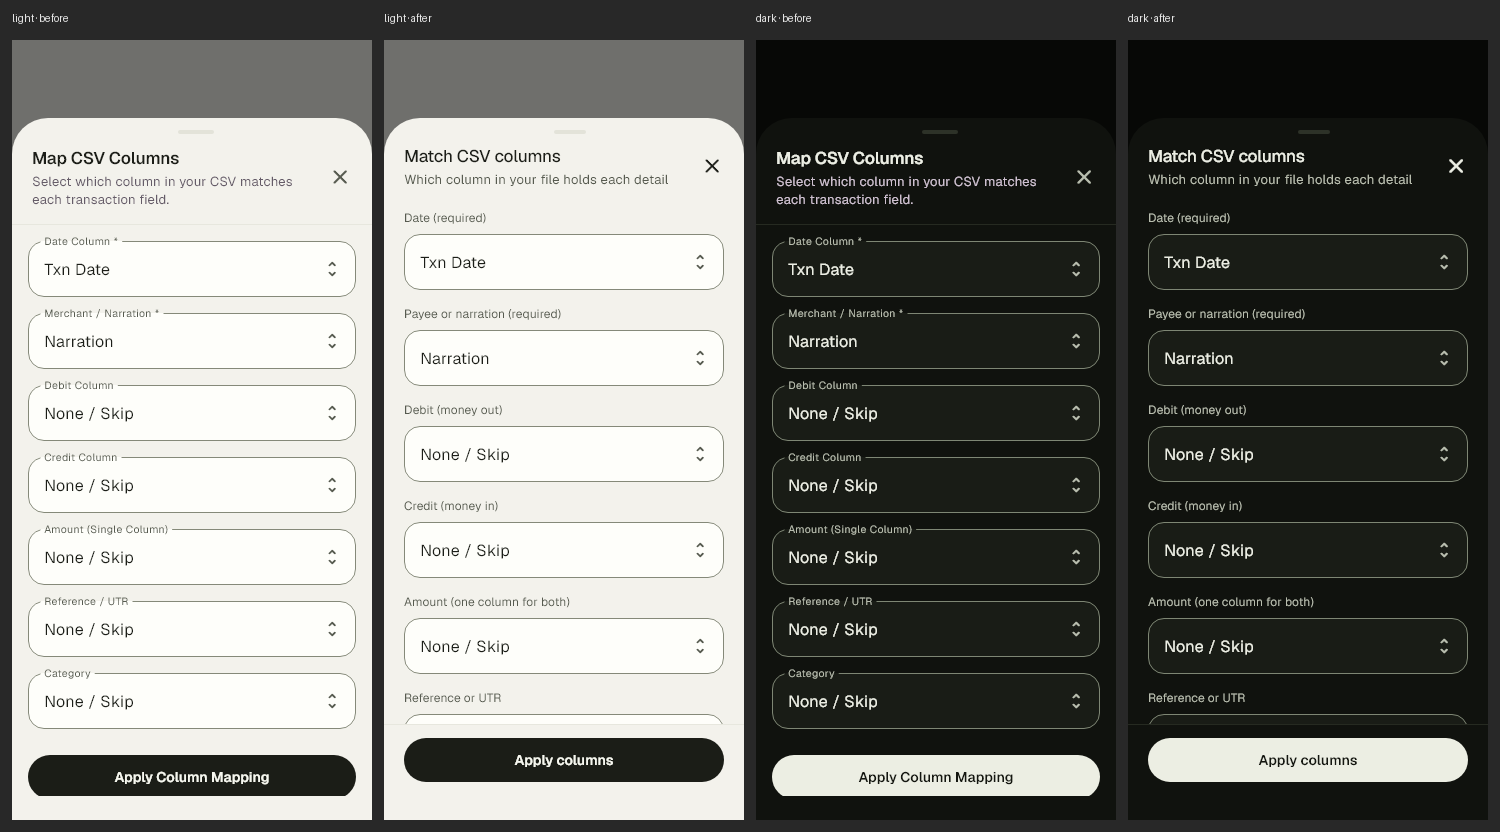 light·before
Map CSV Columns
Select which column in your CSV matches
each transaction field.
Date Column *
Txn Date
Merchant / Narration *
Narration
Debit Column
None / Skip
Credit Column
None / Skip
Amount (Single Column)
None / Skip
Reference / UTR
None / Skip
Category
None / Skip
Apply Column Mapping
light·after
Match CSV columns
Which column in your file holds each detail
Date (required)
Txn Date
Payee or narration (required)
Narration
Debit (money out)
None / Skip
Credit (money in)
None / Skip
Amount (one column for both)
None / Skip
Reference or UTR
Apply columns
dark·before
Map CSV Columns
Select which column in your CSV matches
each transaction field.
Date Column *
Txn Date
Merchant / Narration *
Narration
Debit Column
None / Skip
Credit Column
None / Skip
Amount (Single Column)
None / Skip
Reference / UTR
None / Skip
Category
None / Skip
Apply Column Mapping
dark·after
Match CSV columns
Which column in your file holds each detail
Date (required)
Txn Date
Payee or narration (required)
Narration
Debit (money out)
None / Skip
Credit (money in)
None / Skip
Amount (one column for both)
None / Skip
Reference or UTR
Apply columns